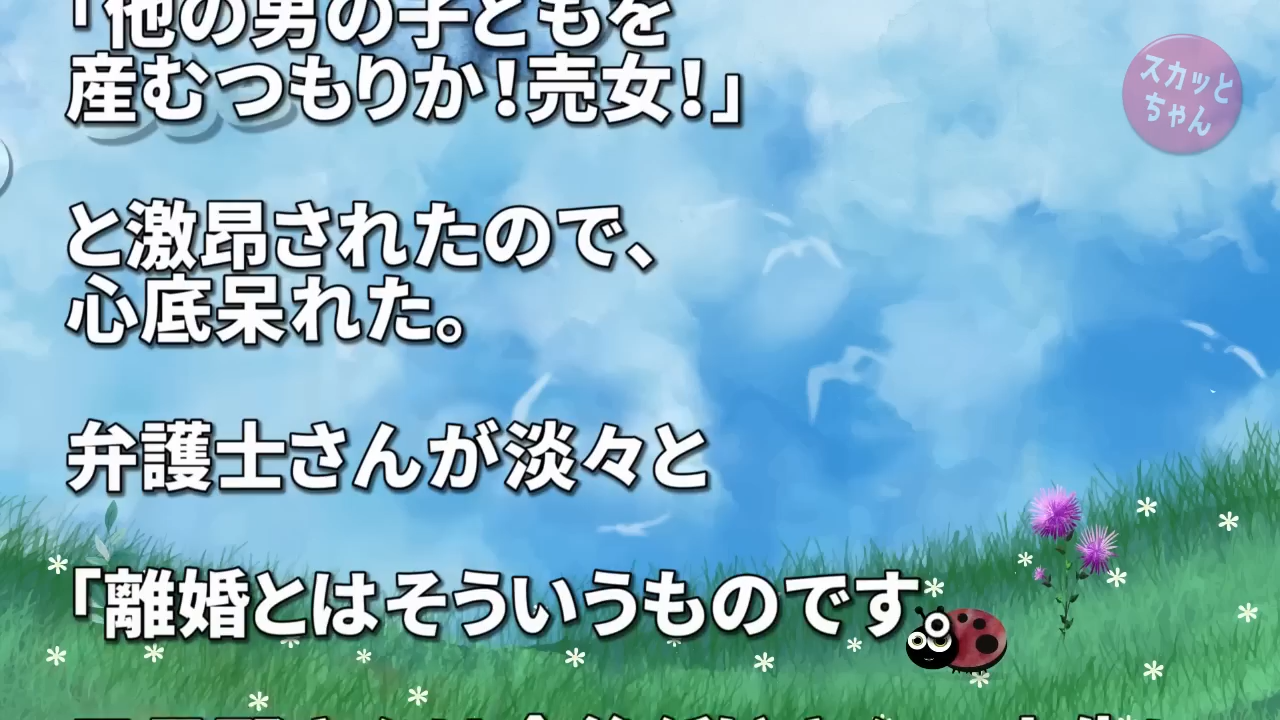 「他の男の子どもを
産むつもりか！売女！」
と激昂されたので、
心底呆れた。
弁護士さんが淡々と
「離婚とはそういうものです
スカッと
ちゃん